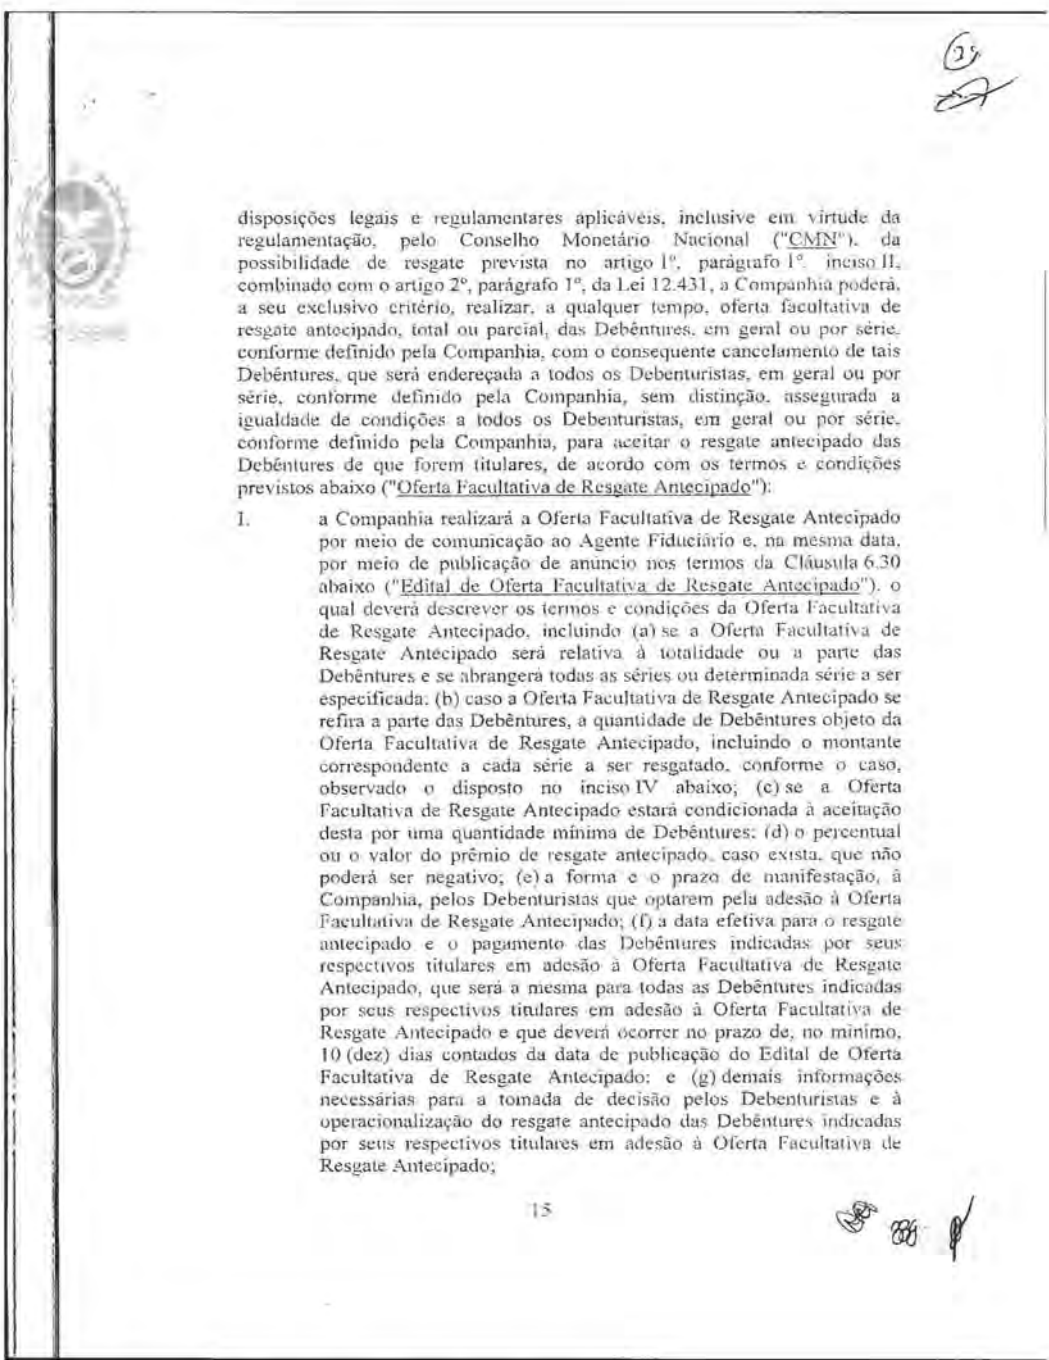 disposições legais e regulamentares aplicáveis, inclusive em virtude da
regulamentação, pelo Conselho Monetário Nacional ("CMN"), da
possibilidade de resgate prevista no artigo 1º, parágrafo 1º, inciso II,
combinado com o artigo 2º, parágrafo 1º, da Lei 12.431, a Companhia poderá,
a seu exclusivo critério, realizar, a qualquer tempo, oferta facultativa de
resgate antecipado, total ou parcial, das Debêntures, em geral ou por série,
conforme definido pela Companhia, com o consequente cancelamento de tais
Debêntures, que será endereçada a todos os Debenturistas, em geral ou por
série, conforme definido pela Companhia, sem distinção, assegurada a
igualdade de condições a todos os Debenturistas, em geral ou por série,
conforme definido pela Companhia, para aceitar o resgate antecipado das
Debêntures de que forem titulares, de acordo com os termos e condições
previstos abaixo ("Oferta Facultativa de Resgate Antecipado"):
I. a Companhia realizará a Oferta Facultativa de Resgate Antecipado
por meio de comunicação ao Agente Fiduciário e, na mesma data,
por meio de publicação de anúncio nos termos da Cláusula 6.30
abaixo ("Edital de Oferta Facultativa de Resgate Antecipado"), o
qual deverá descrever os termos e condições da Oferta Facultativa
de Resgate Antecipado, incluindo (a) se a Oferta Facultativa de
Resgate Antecipado será relativa à totalidade ou a parte das
Debêntures e se abrangerá todas as séries ou determinada série a ser
especificada; (b) caso a Oferta Facultativa de Resgate Antecipado se
refira a parte das Debêntures, a quantidade de Debêntures objeto da
Oferta Facultativa de Resgate Antecipado, incluindo o montante
correspondente a cada série a ser resgatado, conforme o caso,
observado o disposto no inciso IV abaixo; (c) se a Oferta
Facultativa de Resgate Antecipado estará condicionada à aceitação
desta por uma quantidade mínima de Debêntures; (d) o percentual
ou o valor do prêmio de resgate antecipado, caso exista, que não
poderá ser negativo; (e) a forma e o prazo de manifestação, à
Companhia, pelos Debenturistas que optarem pela adesão à Oferta
Facultativa de Resgate Antecipado; (f) a data efetiva para o resgate
antecipado e o pagamento das Debêntures indicadas por seus
respectivos titulares em adesão à Oferta Facultativa de Resgate
Antecipado, que será a mesma para todas as Debêntures indicadas
por seus respectivos titulares em adesão à Oferta Facultativa de
Resgate Antecipado e que deverá ocorrer no prazo de, no mínimo,
10 (dez) dias contados da data de publicação do Edital de Oferta
Facultativa de Resgate Antecipado; e (g) demais informações
necessárias para a tomada de decisão pelos Debenturistas e à
operacionalização do resgate antecipado das Debêntures indicadas
por seus respectivos titulares em adesão à Oferta Facultativa de
Resgate Antecipado;
15